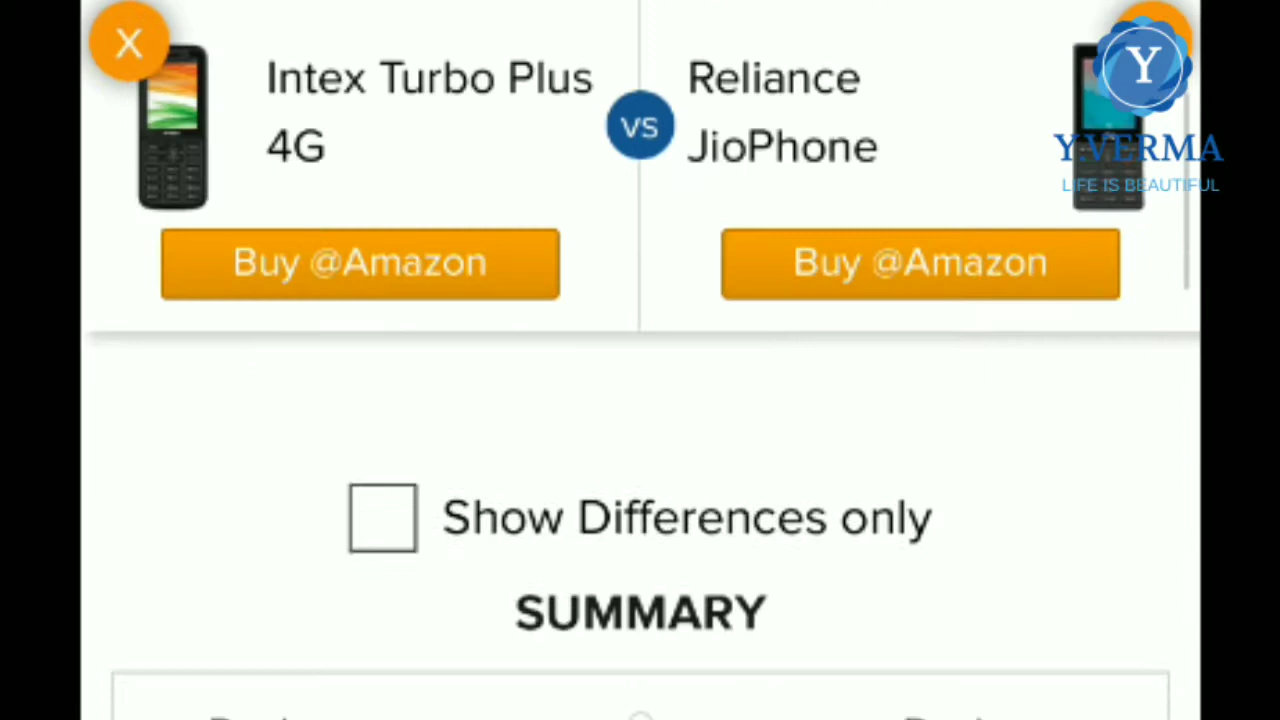 X
Intex Turbo Plus
4G
VS
Reliance
JioPhone
Y
Y.VERMA
LIFE IS BEAUTIFUL
Buy @Amazon
Buy @Amazon
Show Differences only
SUMMARY